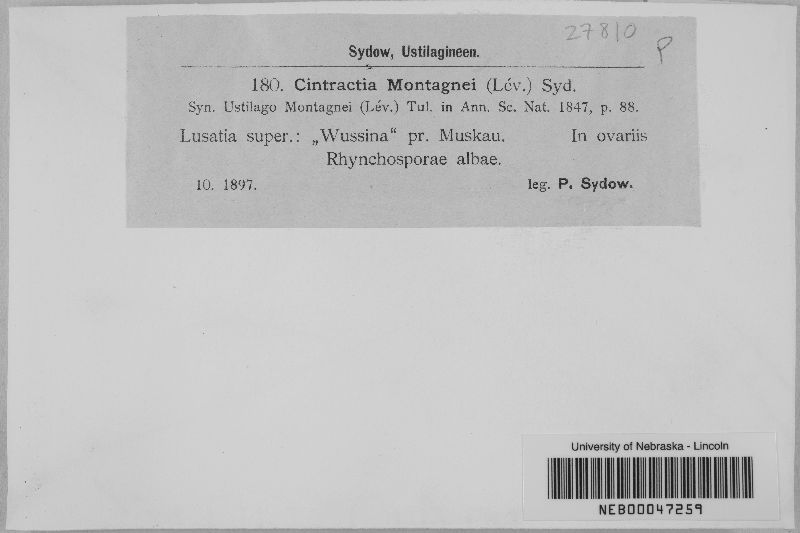 27810
P
Sydow, Ustilagineen.
180. Cintractia Montagnei (Lév.) Syd.
Syn. Ustilago Montagnei (Lév.) Tul. in Ann. Sc. Nat. 1847, p. 88.
Lusatia super.: „Wussina“ pr. Muskau. In ovariis
Rhynchosporae albae.
10. 1897. leg. P. Sydow.
University of Nebraska - Lincoln
NEB00047259